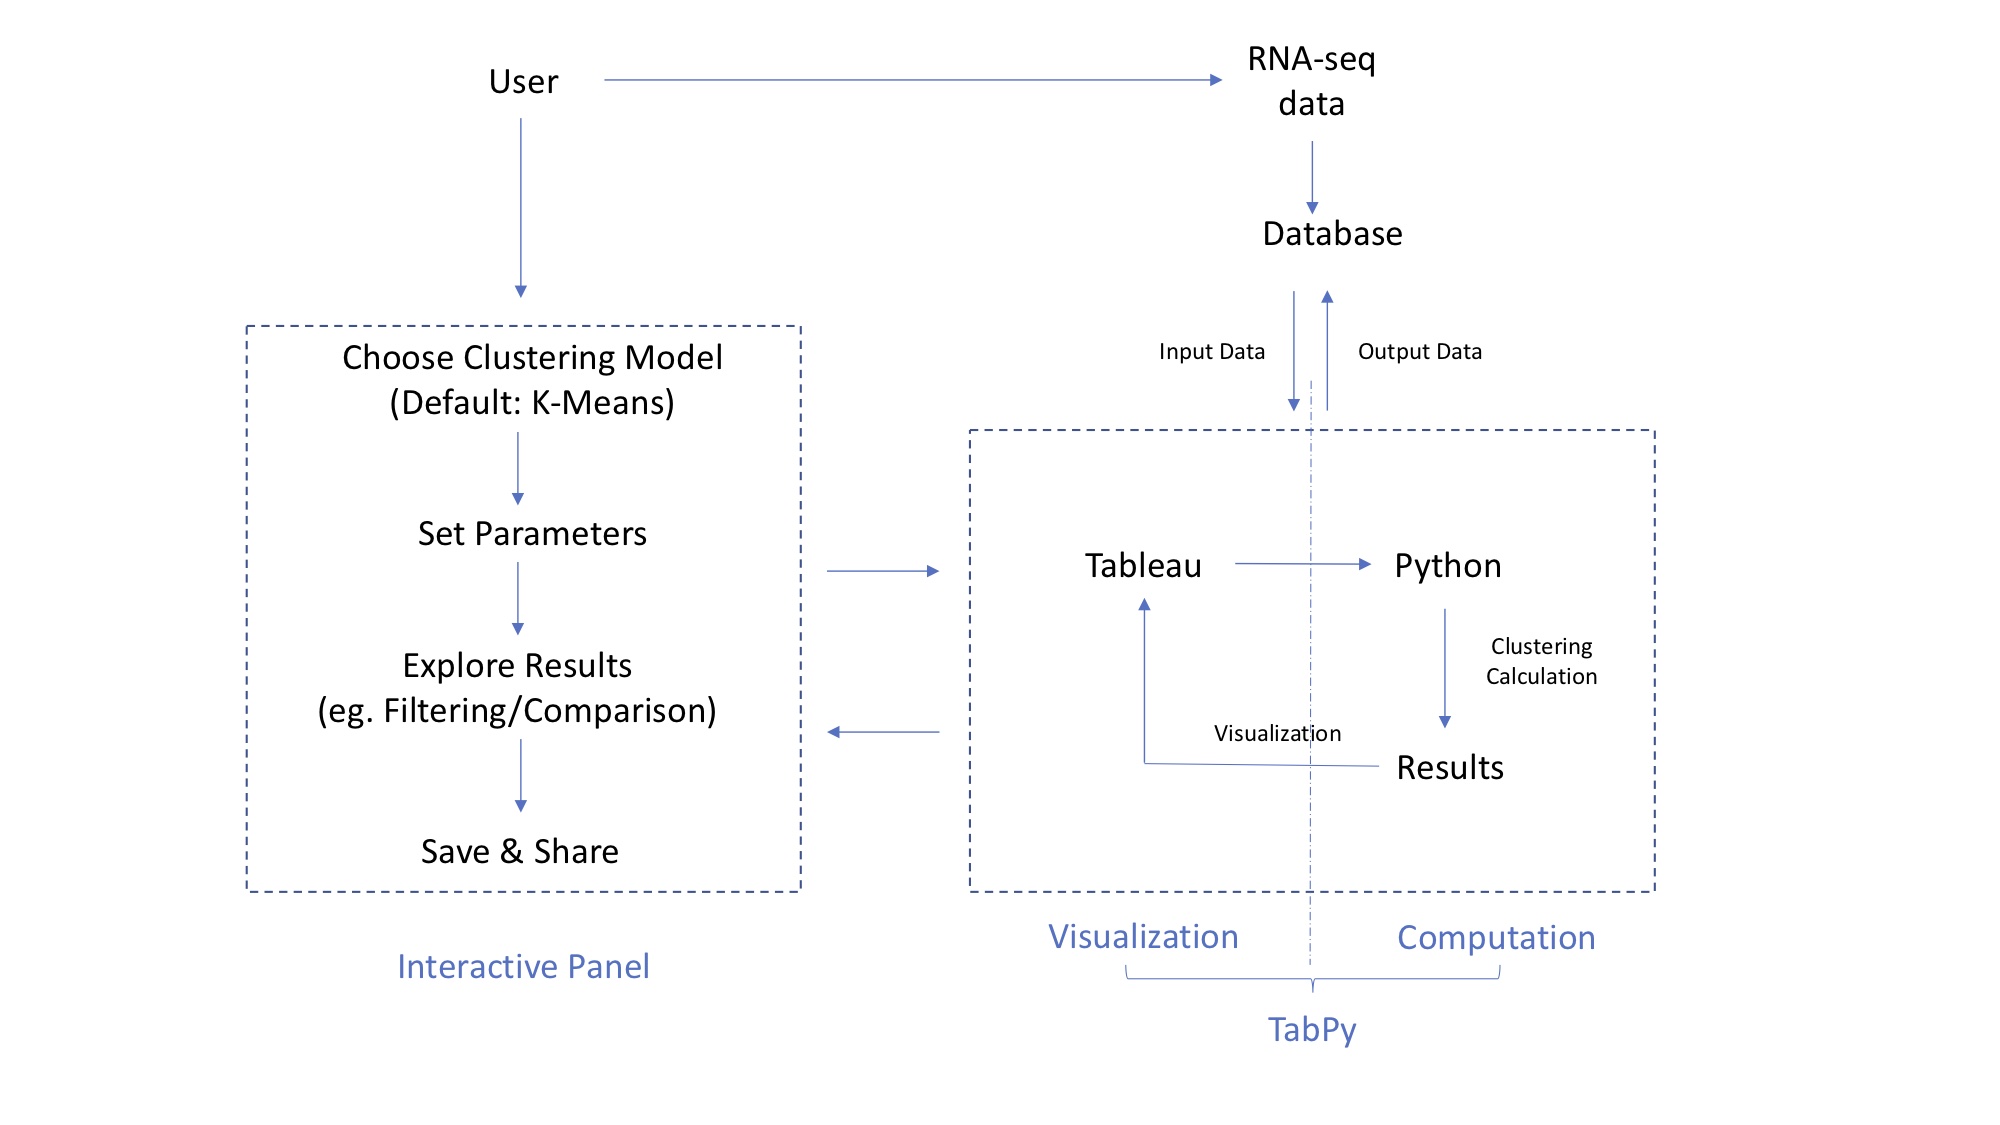 User
RNA-seq
data
Database
Input Data
Output Data
Choose Clustering Model
(Default: K-Means)
Set Parameters
Explore Results
(eg. Filtering/Comparison)
Save & Share
Interactive Panel
Tableau
Python
Clustering
Calculation
Visualization
Results
Visualization
Computation
TabPy